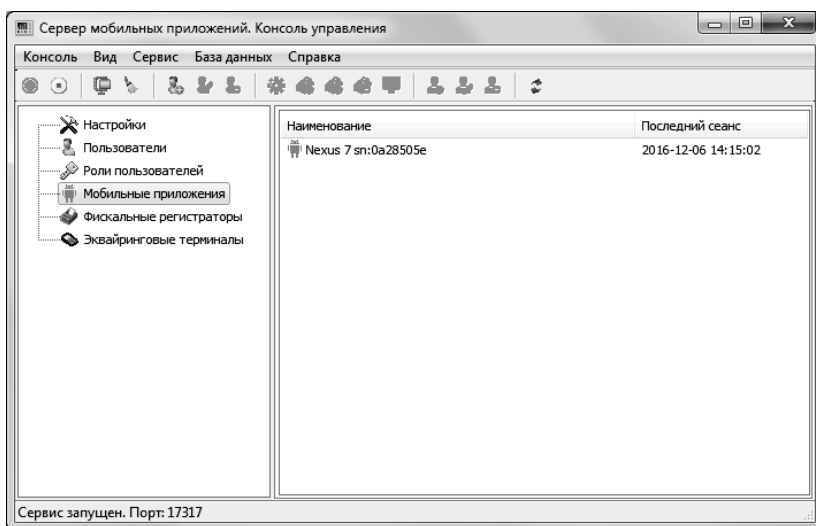 Сервер мобильных приложений. Консоль управления
Консоль Вид Сервис База данных Справка
Настройки
Пользователи
Роли пользователей
Мобильные приложения
Фискальные регистраторы
Эквайринговые терминалы
Наименование Последний сеанс
Nexus 7 sn:0a28505e 2016-12-06 14:15:02
Сервис запущен. Порт: 17317